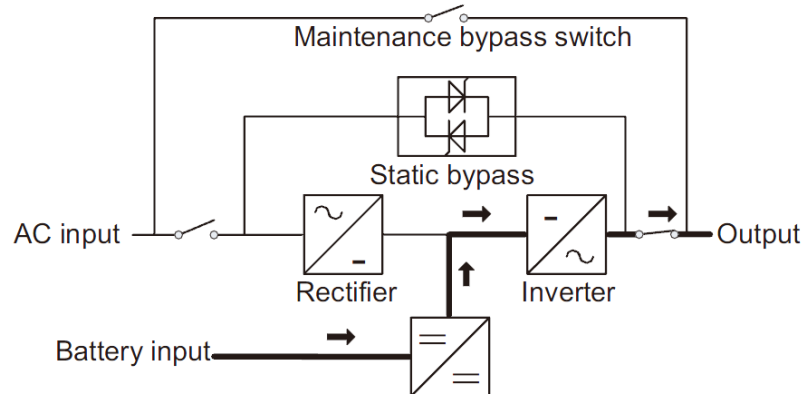 Maintenance bypass switch
Static bypass
AC input
Output
Rectifier
Inverter
Battery input